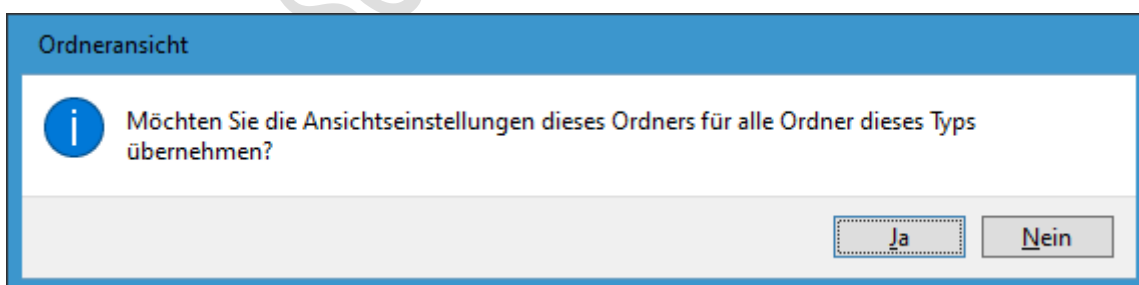 Ordneransicht
Möchten Sie die Ansichtseinstellungen dieses Ordners für alle Ordner dieses Typs
übernehmen?
Ja
Nein